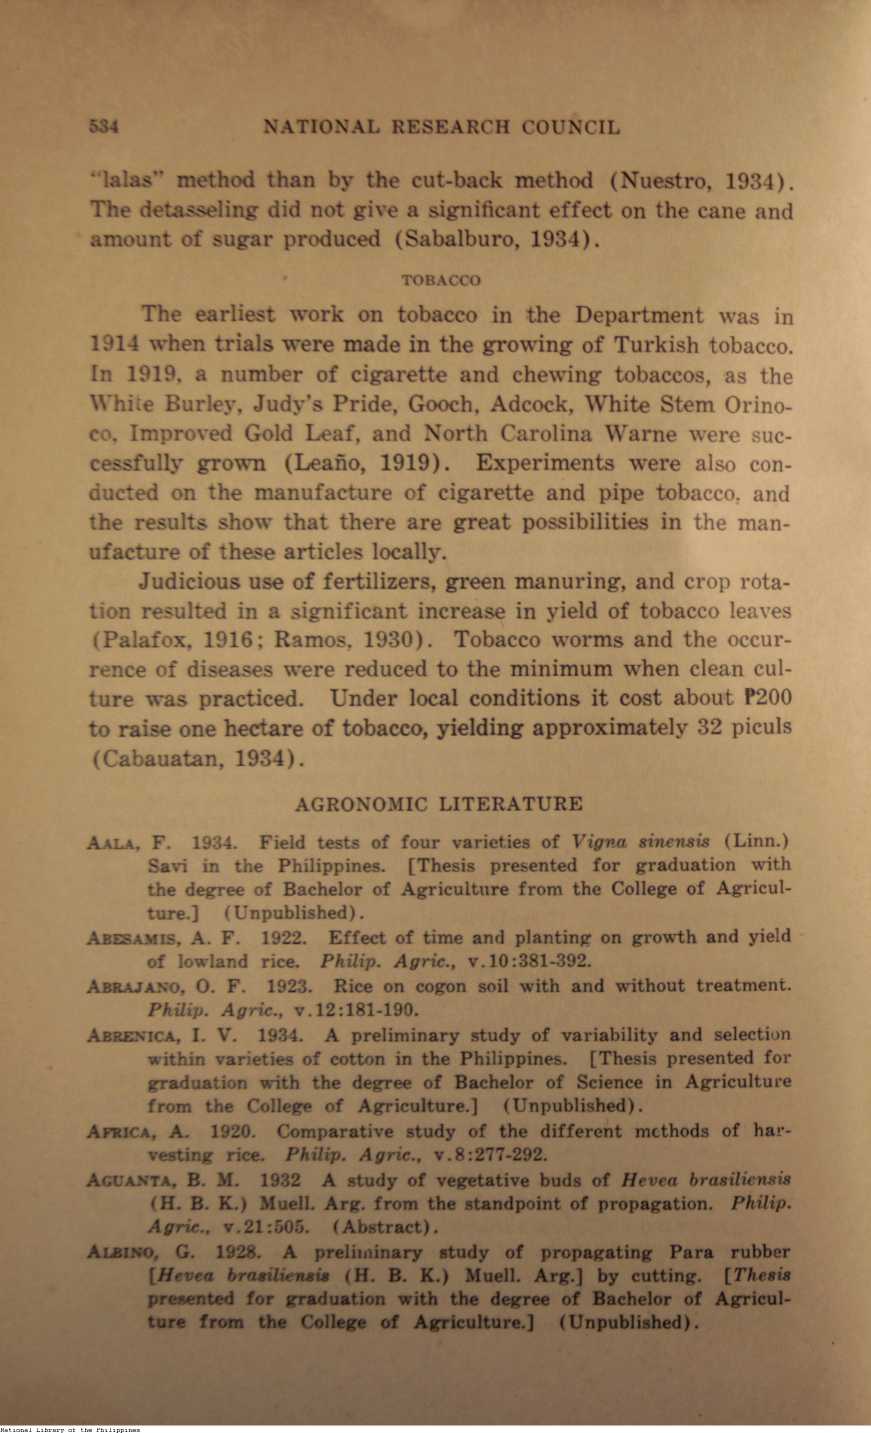 534 NATIONAL RESEARCH COUNCIL
"lalas" method than by the cut-back method (Nuestro, 1934).
The detasseling did not give a significant effect on the cane and
amount of sugar produced (Sabalburo, 1934).
TOBACCO
The earliest work on tobacco in the Department was in
1914 when trials were made in the growing of Turkish tobacco.
In 1919, a number of cigarette and chewing tobaccos, as the
White Burley, Judy's Pride, Gooch, Adcock, White Stem Orino-
co, Improved Gold Leaf, and North Carolina Warne were suc-
cessfully grown (Leaño, 1919). Experiments were also con-
ducted on the manufacture of cigarette and pipe tobacco, and
the results show that there are great possibilities in the man-
ufacture of these articles locally.
Judicious use of fertilizers, green manuring, and crop rota-
tion resulted in a significant increase in yield of tobacco leaves
(Palafox, 1916; Ramos, 1930). Tobacco worms and the occur-
rence of diseases were reduced to the minimum when clean cul-
ture was practiced. Under local conditions it cost about ₱200
to raise one hectare of tobacco, yielding approximately 32 piculs
(Cabauatan, 1934).
AGRONOMIC LITERATURE
AALA, F. 1934. Field tests of four varieties of Vigna sinensis (Linn.)
Savi in the Philippines. [Thesis presented for graduation with
the degree of Bachelor of Agriculture from the College of Agricul-
ture.] (Unpublished).
ABESAMIS, A. F. 1922. Effect of time and planting on growth and yield
of lowland rice. Philip. Agric., v.10:381-392.
ABRAJANO, O. F. 1923. Rice on cogon soil with and without treatment.
Philip. Agric., v.12:181-190.
ABRENICA, I. V. 1934. A preliminary study of variability and selection
within varieties of cotton in the Philippines. [Thesis presented for
graduation with the degree of Bachelor of Science in Agriculture
from the College of Agriculture.] (Unpublished).
AFRICA, A. 1920. Comparative study of the different methods of har-
vesting rice. Philip. Agric., v.8:277-292.
AGUANTA, B. M. 1932 A study of vegetative buds of Hevea brasiliensis
(H. B. K.) Muell. Arg. from the standpoint of propagation. Philip.
Agric., v.21:505. (Abstract).
ALBINO, G. 1928. A preliminary study of propagating Para rubber
[Hevea brasiliensis (H. B. K.) Muell. Arg.] by cutting. [Thesis
presented for graduation with the degree of Bachelor of Agricul-
ture from the College of Agriculture.] (Unpublished).
National Library of the Philippines